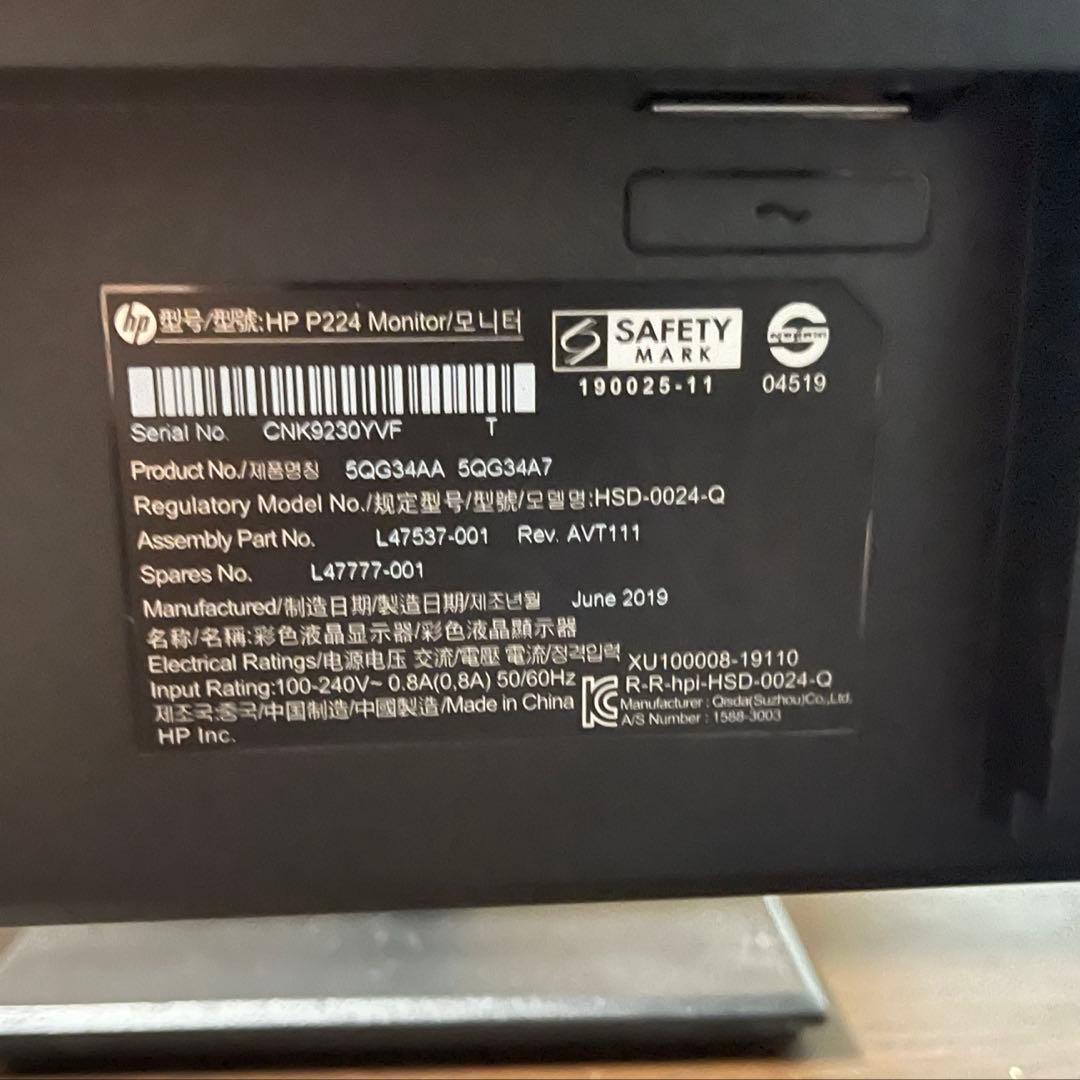 hp 型号/型號:HP P224 Monitor/모니터
SAFETY
MARK
190025-11
04519
Serial No. CNK9230YVF T
Product No./제품명칭 5QG34AA 5QG34A7
Regulatory Model No./规定型号/型號/모델명:HSD-0024-Q
Assembly Part No. L47537-001 Rev. AVT111
Spares No. L47777-001
Manufactured/制造日期/製造日期/제조년월 June 2019
名称/名稱:彩色液晶显示器/彩色液晶顯示器
Electrical Ratings/电源电压 交流/電壓 電流/정격입력
Input Rating:100-240V~ 0.8A(0,8A) 50/60Hz
제조국:중국/中国制造/中國製造/Made in China
HP Inc.
XU100008-19110
R-R-hpi-HSD-0024-Q
Manufacturer : Qisda(Suzhou)Co.,Ltd.
A/S Number : 1588-3003